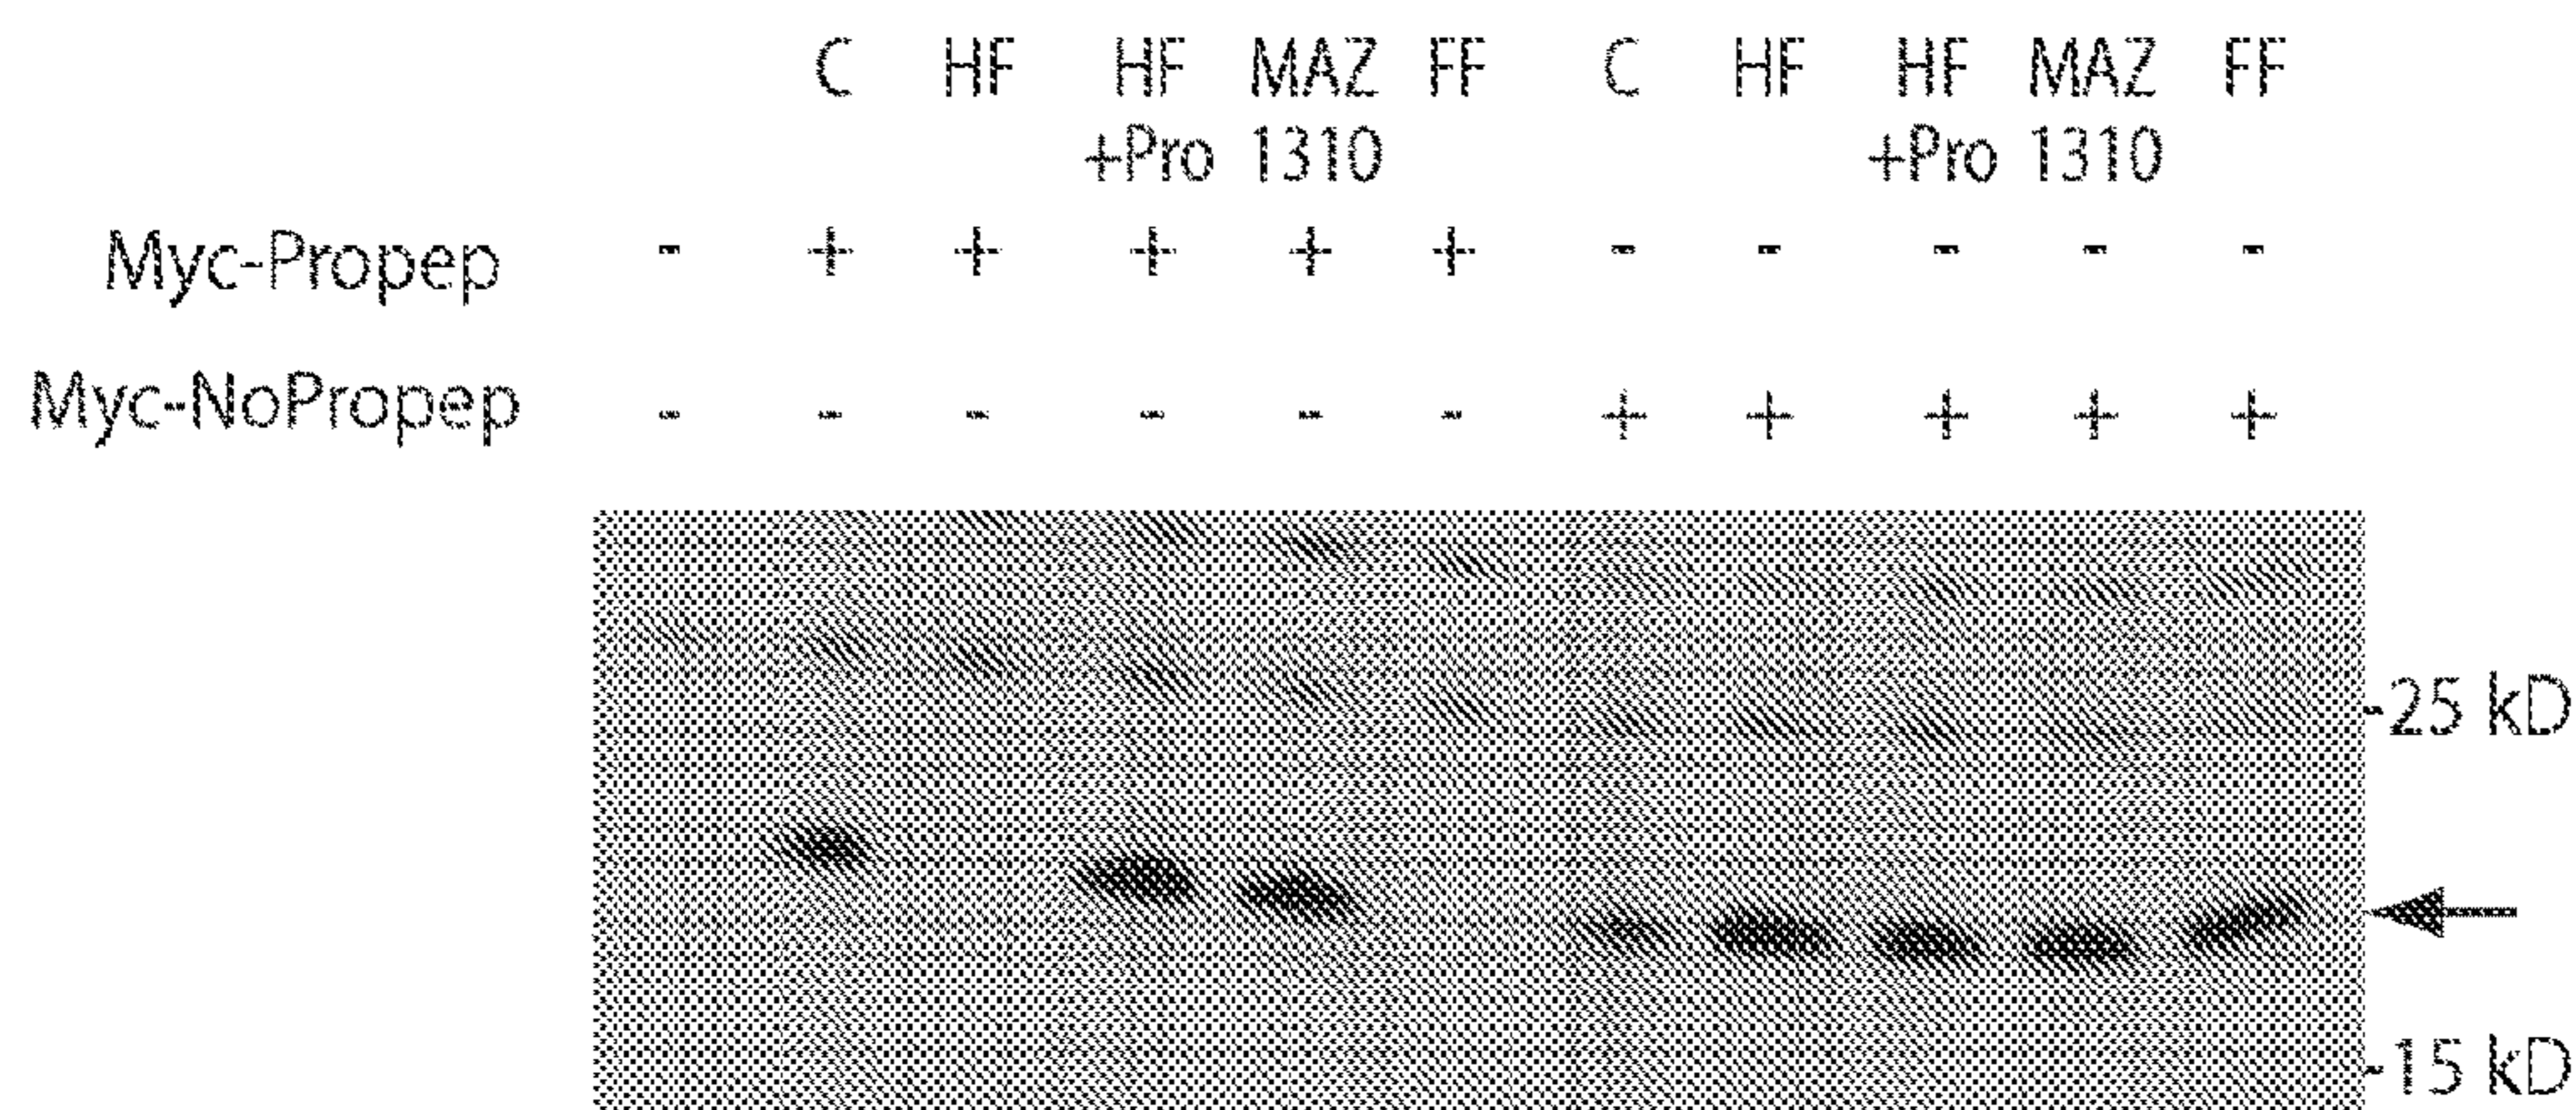 C HF HF MAZ FF C HF HF MAZ FF
+Pro 1310 +Pro 1310
Myc-Propep - + + + + + - - - - -
Myc-NoPropep - - - - - - + + + + +
-25 kD
-15 kD